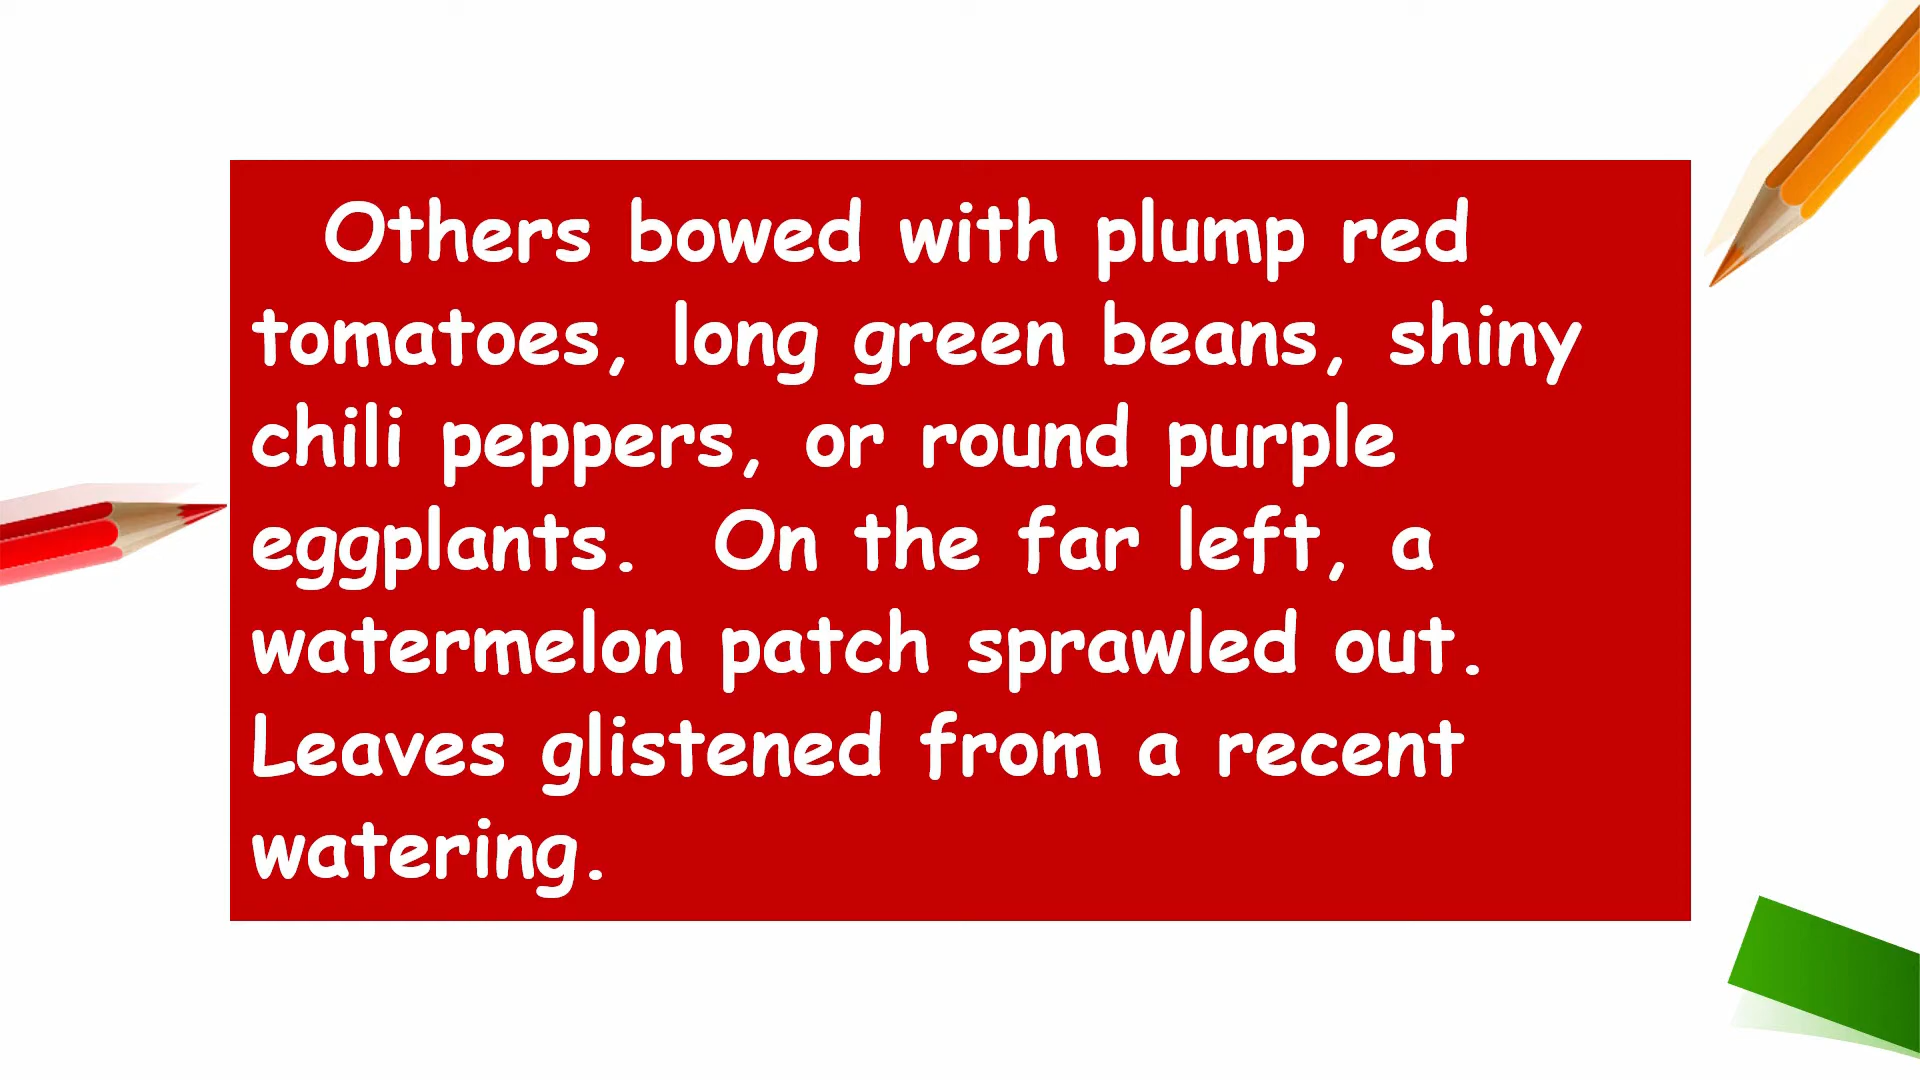 Others bowed with plump red
tomatoes, long green beans, shiny
chili peppers, or round purple
eggplants.  On the far left, a
watermelon patch sprawled out.
Leaves glistened from a recent
watering.